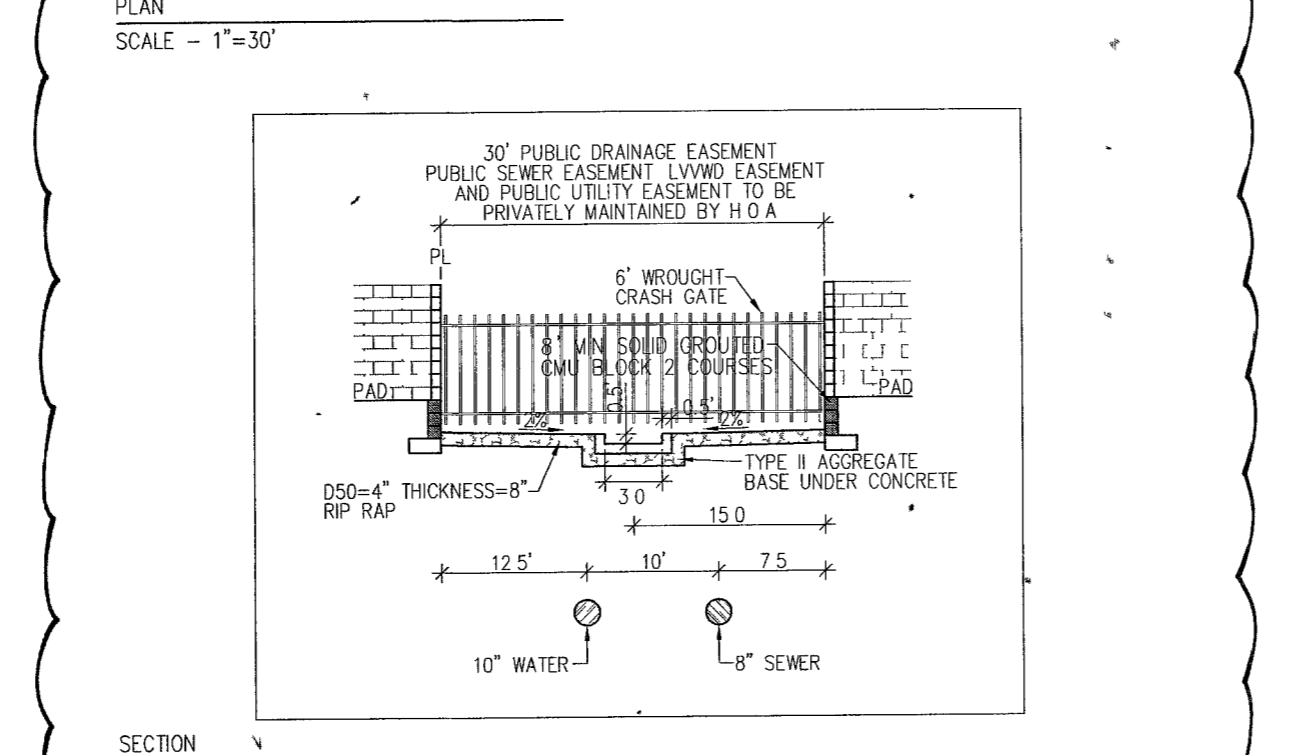 PLAN
SCALE - 1"=30'
30' PUBLIC DRAINAGE EASEMENT
PUBLIC SEWER EASEMENT LVVWD EASEMENT
AND PUBLIC UTILITY EASEMENT TO BE
PRIVATELY MAINTAINED BY H O A
PL
6' WROUGHT
CRASH GATE
8' MIN SOLID GROUTED
CMU BLOCK 2 COURSES
PAD
PAD
0.5'
0.5'
2%
2%
TYPE II AGGREGATE
BASE UNDER CONCRETE
D50=4" THICKNESS=8"
RIP RAP
3 0
15 0
12 5'
10'
7 5
10" WATER
8" SEWER
SECTION